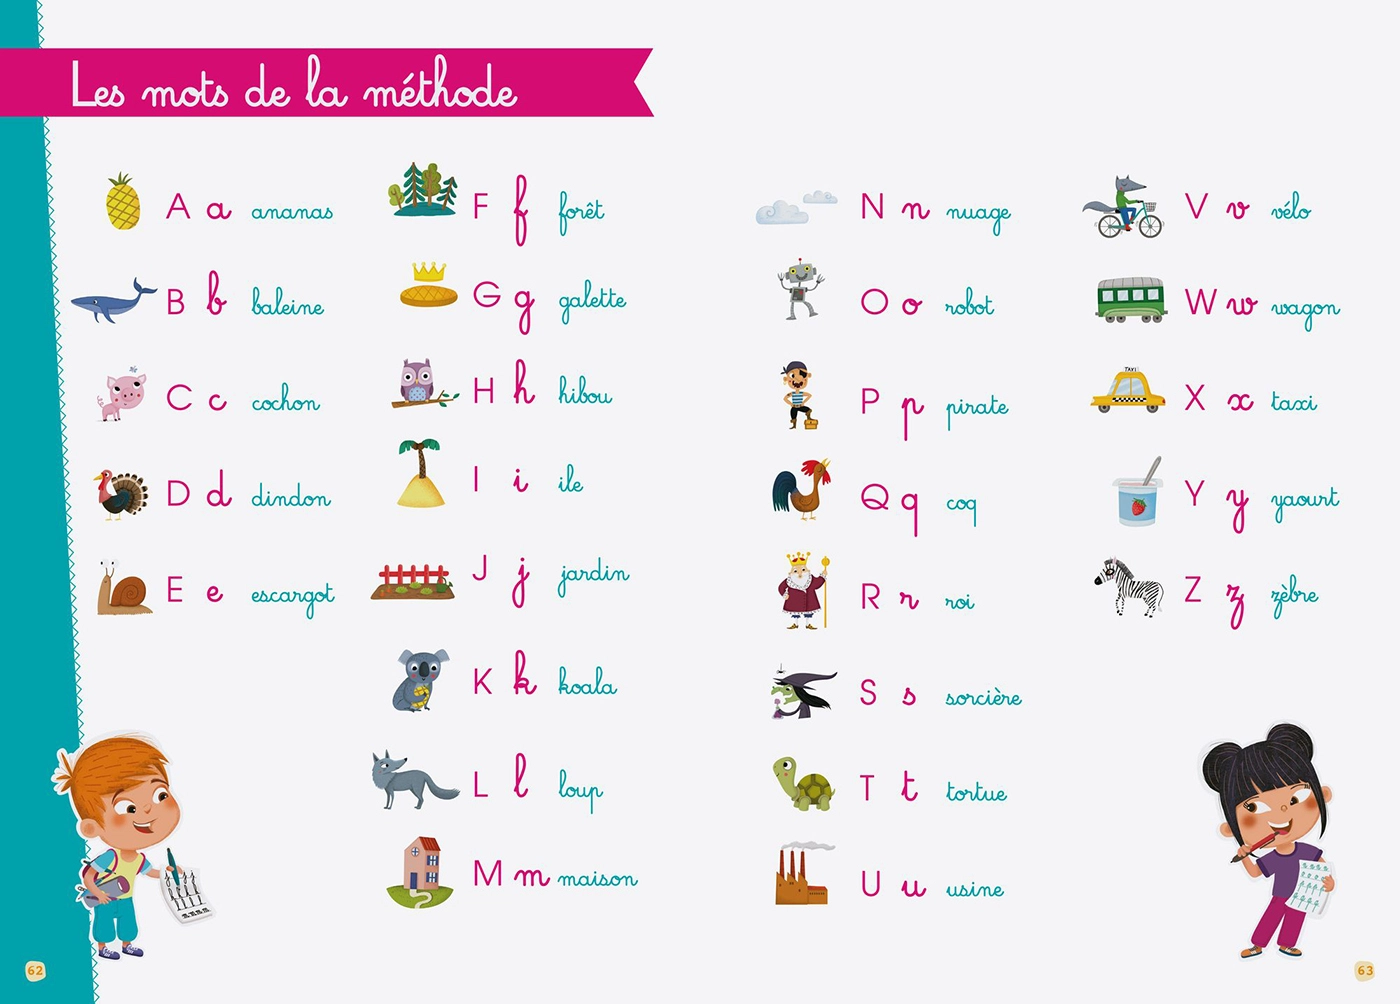 Les mots de la méthode
A a ananas
B b baleine
C c cochon
D d dindon
E e escargot
F f forêt
G g galette
H h hibou
I i ile
J j jardin
K k koala
L l loup
M m maison
62
N n nuage
O o robot
P p pirate
Q q coq
R r roi
S s sorcière
T t tortue
U u usine
V v vélo
W w wagon
TAXI
X x taxi
Y y yaourt
Z z zèbre
63